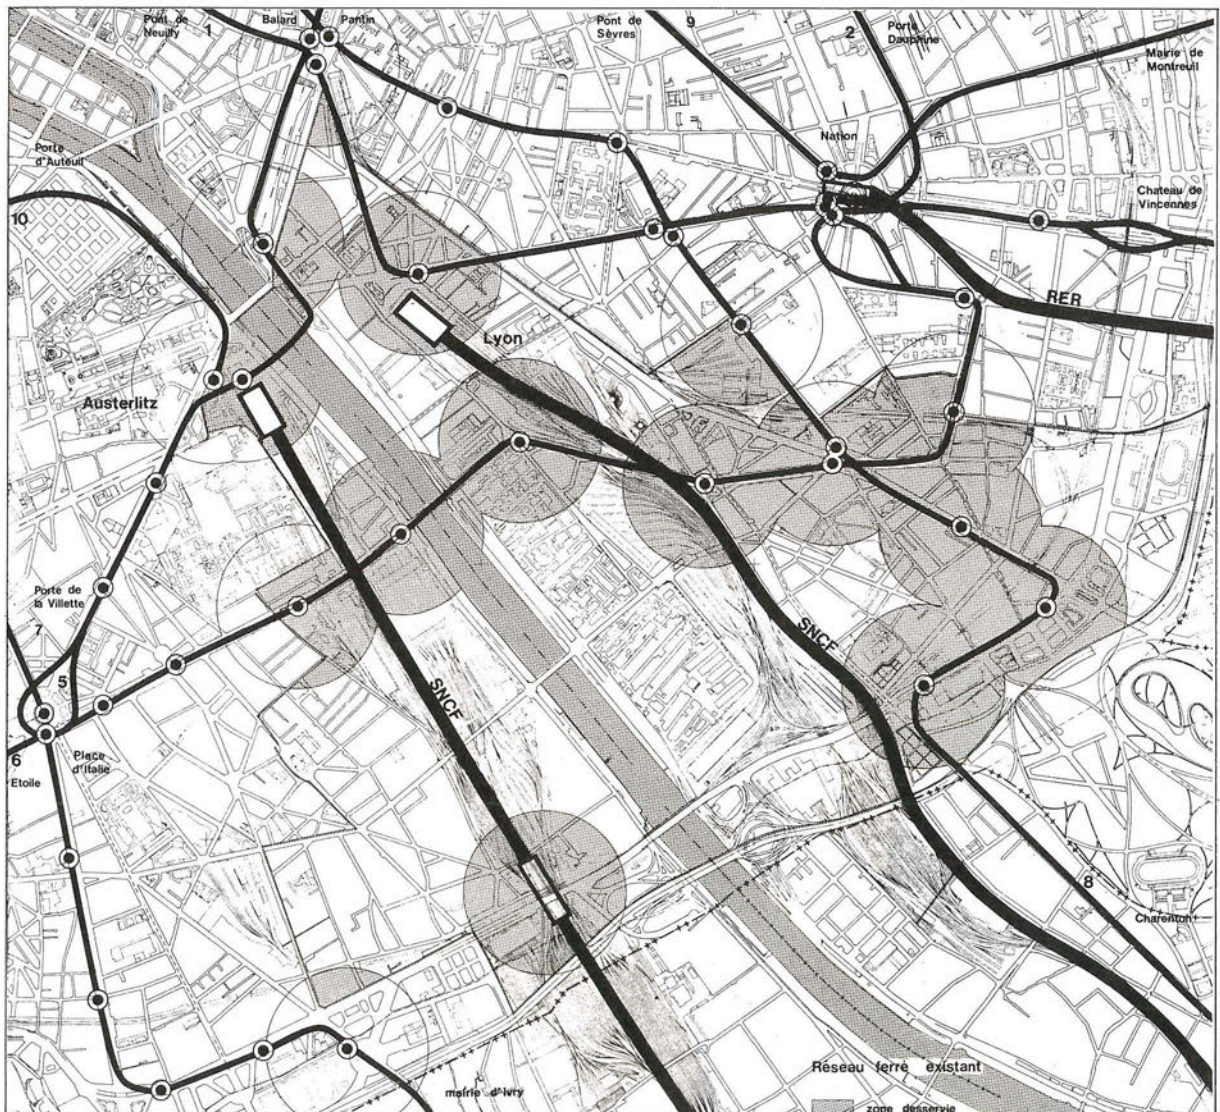 Pont de
Neuilly
1
Balard
Pantin
Pont de
Sèvres
9
2
Porte
Dauphine
Mairie de
Montreuil
Porte
d'Auteuil
Nation
Chateau de
Vincennes
10
RER
Lyon
Austerlitz
Porte de
la Villette
7
5
SNCF
SNCF
6
Etoile
Place
d'Italie
8
Charenton
mairie d'Ivry
Réseau ferré existant
zone desservie